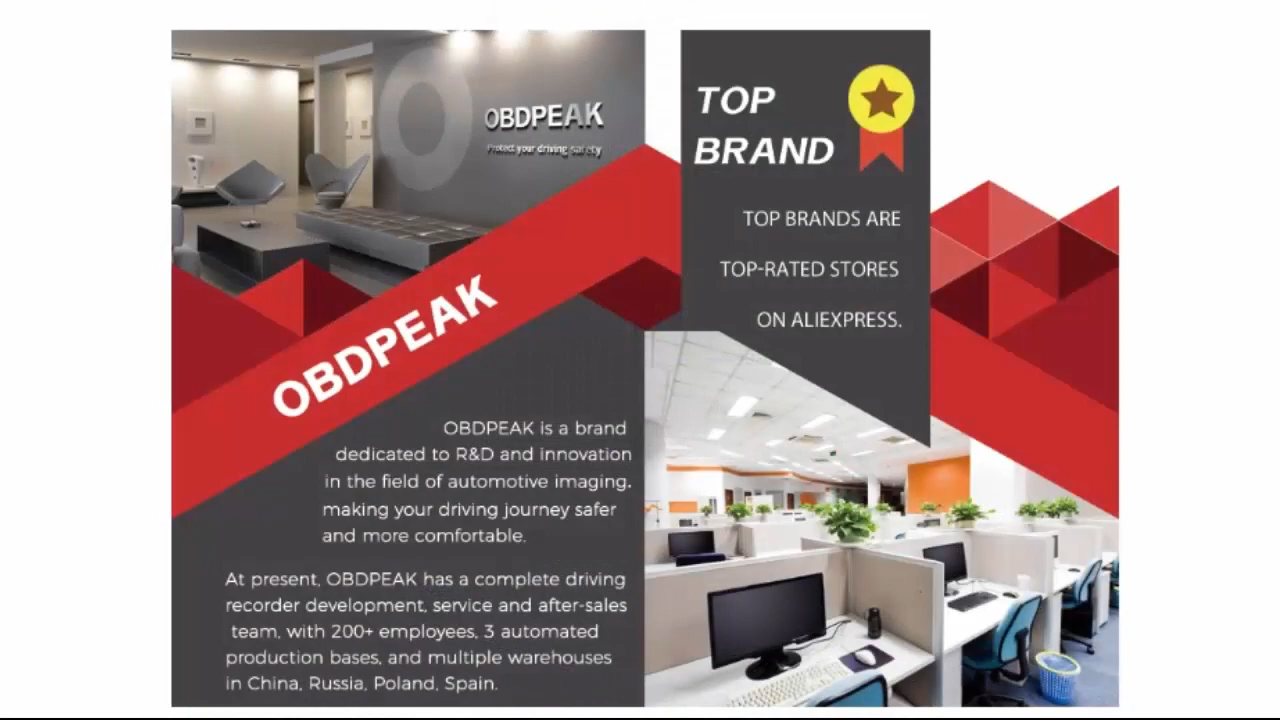 OBDPEAK
Protect your driving safety
OBDPEAK
OBDPEAK is a brand
dedicated to R&D and innovation
in the field of automotive imaging.
making your driving journey safer
and more comfortable.
At present, OBDPEAK has a complete driving
recorder development, service and after-sales
team, with 200+ employees, 3 automated
production bases, and multiple warehouses
in China, Russia, Poland, Spain.
TOP
BRAND
TOP BRANDS ARE
TOP-RATED STORES
ON ALIEXPRESS.